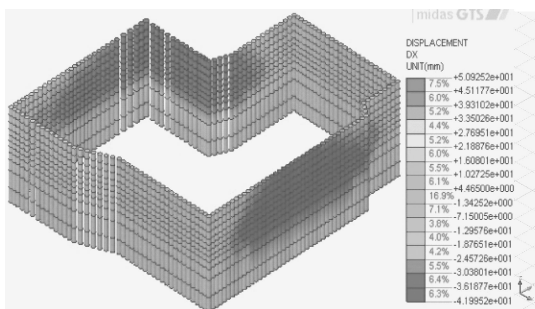 midas GTS
DISPLACEMENT
DX
UNIT(mm)
+5.09252e+001
7.5%
+4.51177e+001
6.0%
+3.93102e+001
5.2%
+3.35026e+001
4.4%
+2.76951e+001
5.2%
+2.18876e+001
6.0%
+1.60801e+001
5.5%
+1.02725e+001
6.1%
+4.46500e+000
16.9%
-1.34252e+000
7.1%
-7.15005e+000
3.8%
-1.29576e+001
4.0%
-1.87651e+001
4.2%
-2.45726e+001
5.5%
-3.03801e+001
6.4%
-3.61877e+001
6.3%
-4.19952e+001